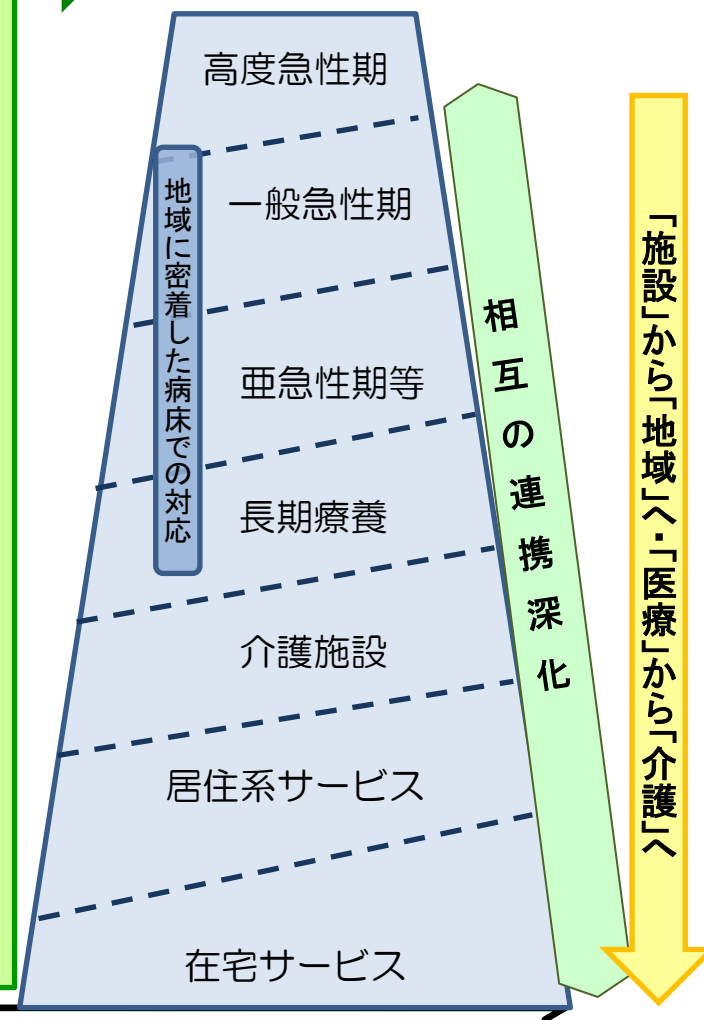 高度急性期
一般急性期
地域に密着した病床での対応
亜急性期等
長期療養
介護施設
居住系サービス
在宅サービス
相互の連携深化
「施設」から「地域」へ・「医療」から「介護」へ